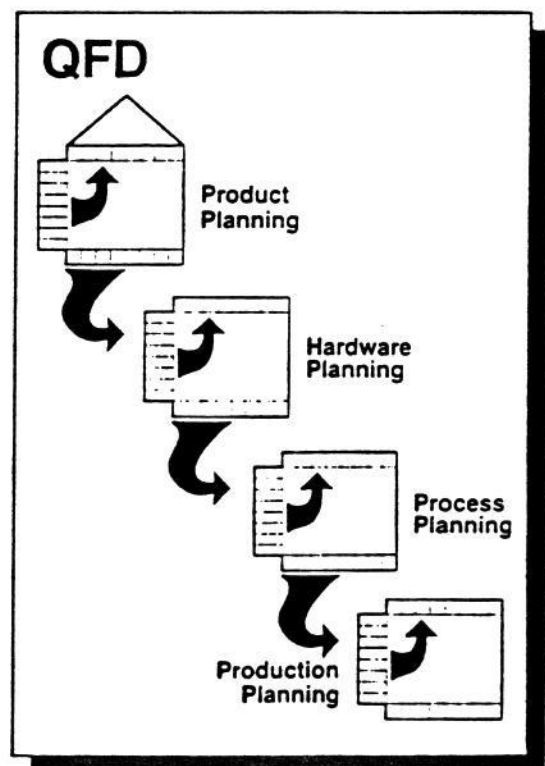 QFD
Product
Planning
Hardware
Planning
Process
Planning
Production
Planning